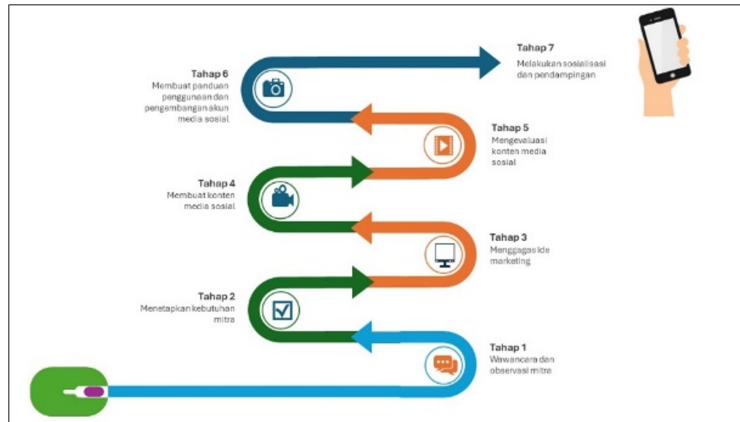 Tahap 7
Melakukan sosialisasi
dan pendampingan
Tahap 6
Membuat panduan
penggunaan dan
pengembangan akun
media sosial
Tahap 5
Mengevaluasi
konten media
sosial
Tahap 4
Membuat konten
media sosial
Tahap 3
Menggagas ide
marketing
Tahap 2
Menetapkan kebutuhan
mitra
Tahap 1
Wawancara dan
observasi mitra